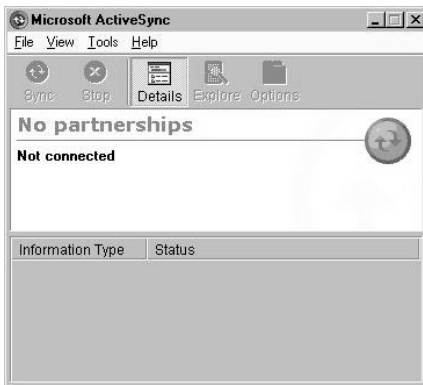 Microsoft ActiveSync
File View Tools Help
Sync Stop Details Explore Options
No partnerships
Not connected
Information Type Status